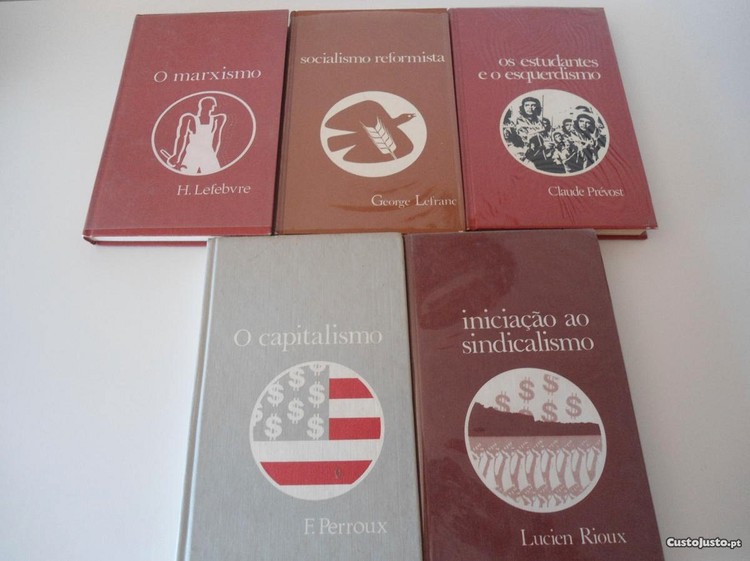 O marxismo
H. Lefebvre
socialismo reformista
George Lefranc
os estudantes
e o esquerdismo
Claude Prévost
O capitalismo
$ $ $
$ $ $
$ $ $
F. Perroux
iniciação ao
sindicalismo
$ $ $
$ $ $
Lucien Rioux
CustoJusto.pt